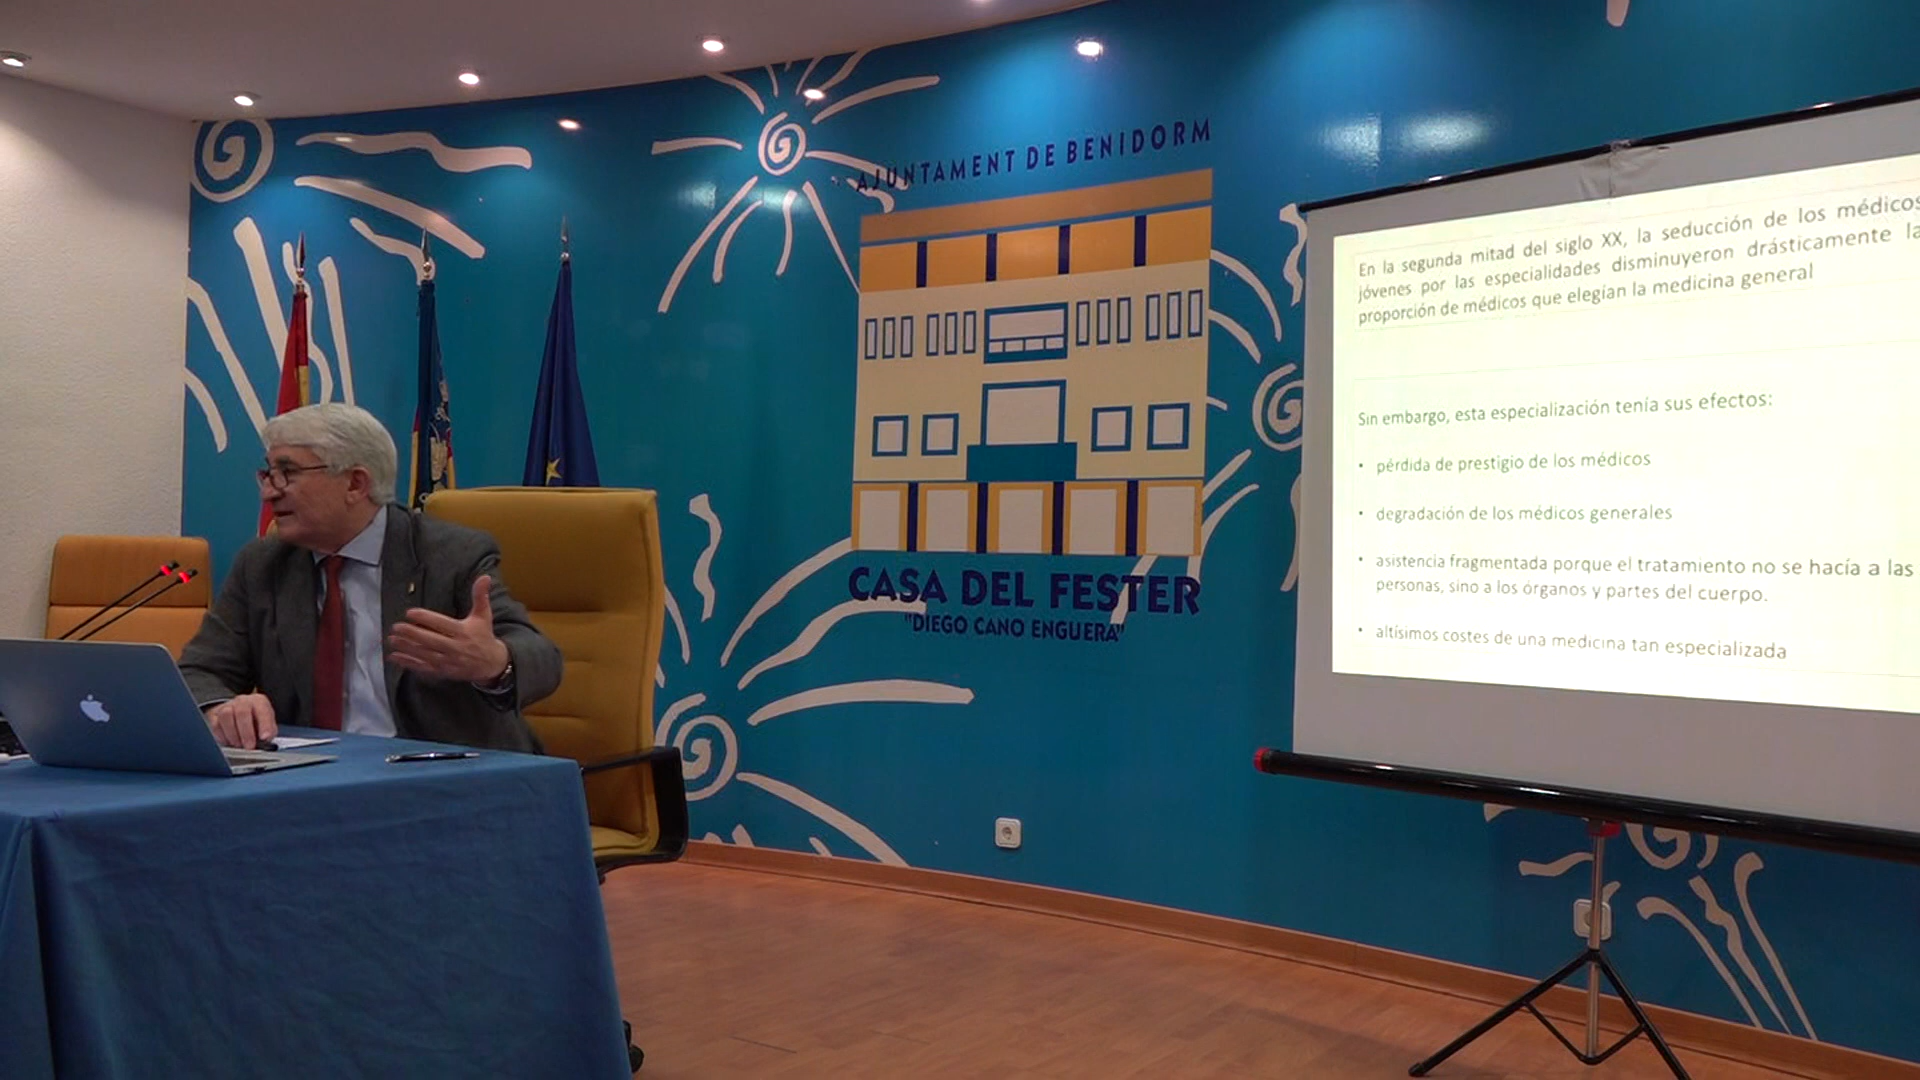 AJUNTAMENT DE BENIDORM
CASA DEL FESTER
"DIEGO CANO ENGUERA"
En la segunda mitad del siglo XX, la seducción de los médicos
jóvenes por las especialidades disminuyeron drásticamente la
proporción de médicos que elegían la medicina general
Sin embargo, esta especialización tenía sus efectos:
• pérdida de prestigio de los médicos
• degradación de los médicos generales
• asistencia fragmentada porque el tratamiento no se hacía a las
personas, sino a los órganos y partes del cuerpo.
• altísimos costes de una medicina tan especializada